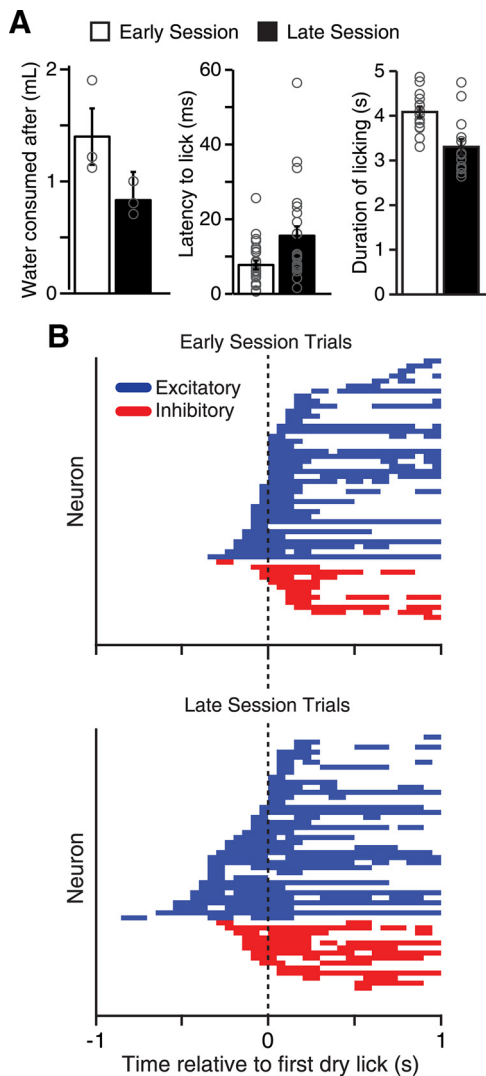 A
Early Session
Late Session
Water consumed after (mL)
2
1
0
Latency to lick (ms)
60
40
20
0
Duration of licking (s)
5
4
3
2
1
0
B
Early Session Trials
Excitatory
Inhibitory
Neuron
Late Session Trials
Neuron
-1
0
1
Time relative to first dry lick (s)